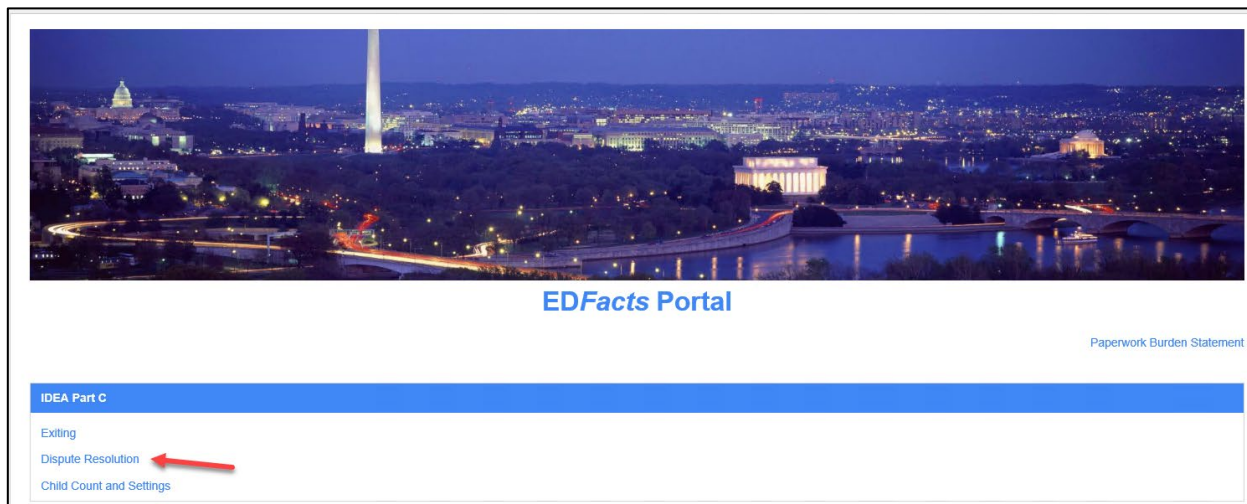 EDFacts Portal
Paperwork Burden Statement
IDEA Part C
Exiting
Dispute Resolution
Child Count and Settings